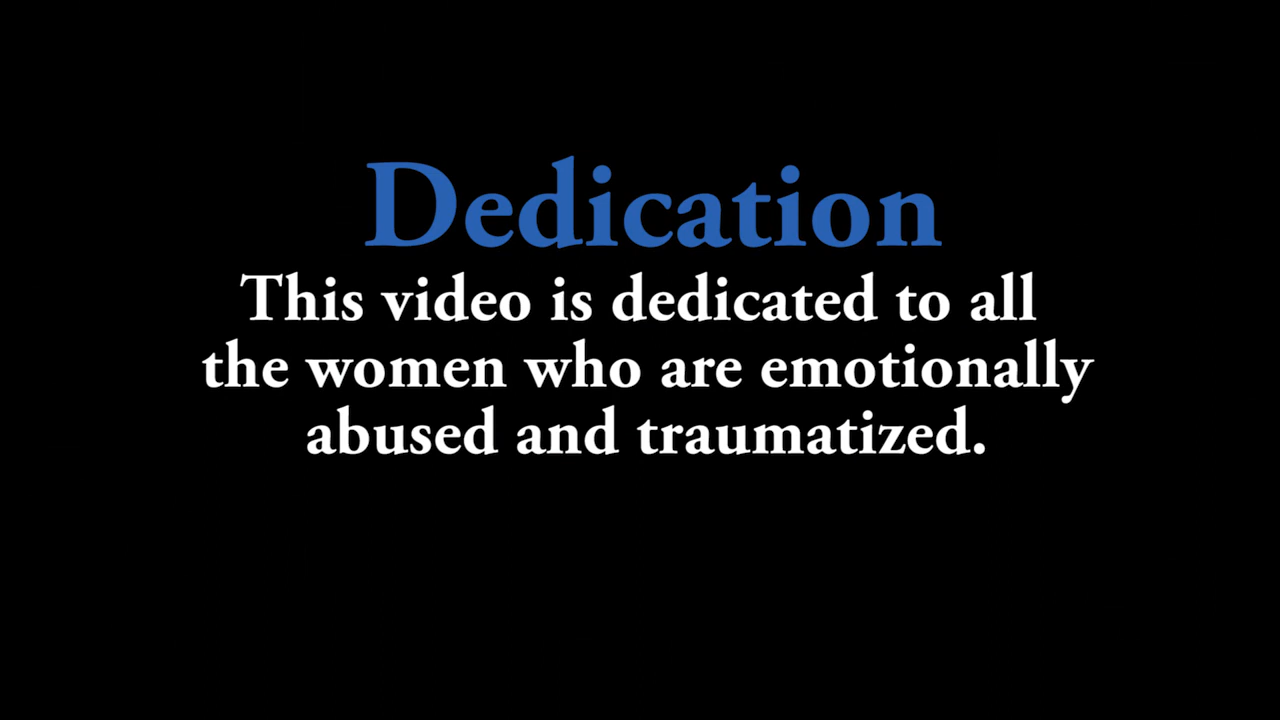 Dedication
This video is dedicated to all
the women who are emotionally
abused and traumatized.